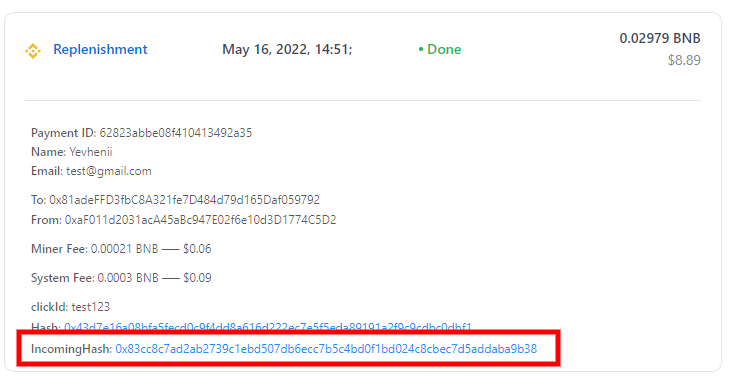 Replenishment May 16, 2022, 14:51; • Done 0.02979 BNB
$8.89
Payment ID: 62823abbe08f410413492a35
Name: Yevhenii
Email: test@gmail.com
To: 0x81adeFFD3fbC8A321fe7D484d79d165Daf059792
From: 0xaF011d2031acA45aBc947E02f6e10d3D1774C5D2
Miner Fee: 0.00021 BNB —– $0.06
System Fee: 0.0003 BNB —– $0.09
clickId: test123
Hash: 0x43d7e16a08bfa5fecd0c9f4dd8a616d222ec7e5f5eda89191a2f9c9cdbc0dbf1
IncomingHash: 0x83cc8c7ad2ab2739c1ebd507db6ecc7b5c4bd0f1bd024c8cbec7d5addaba9b38